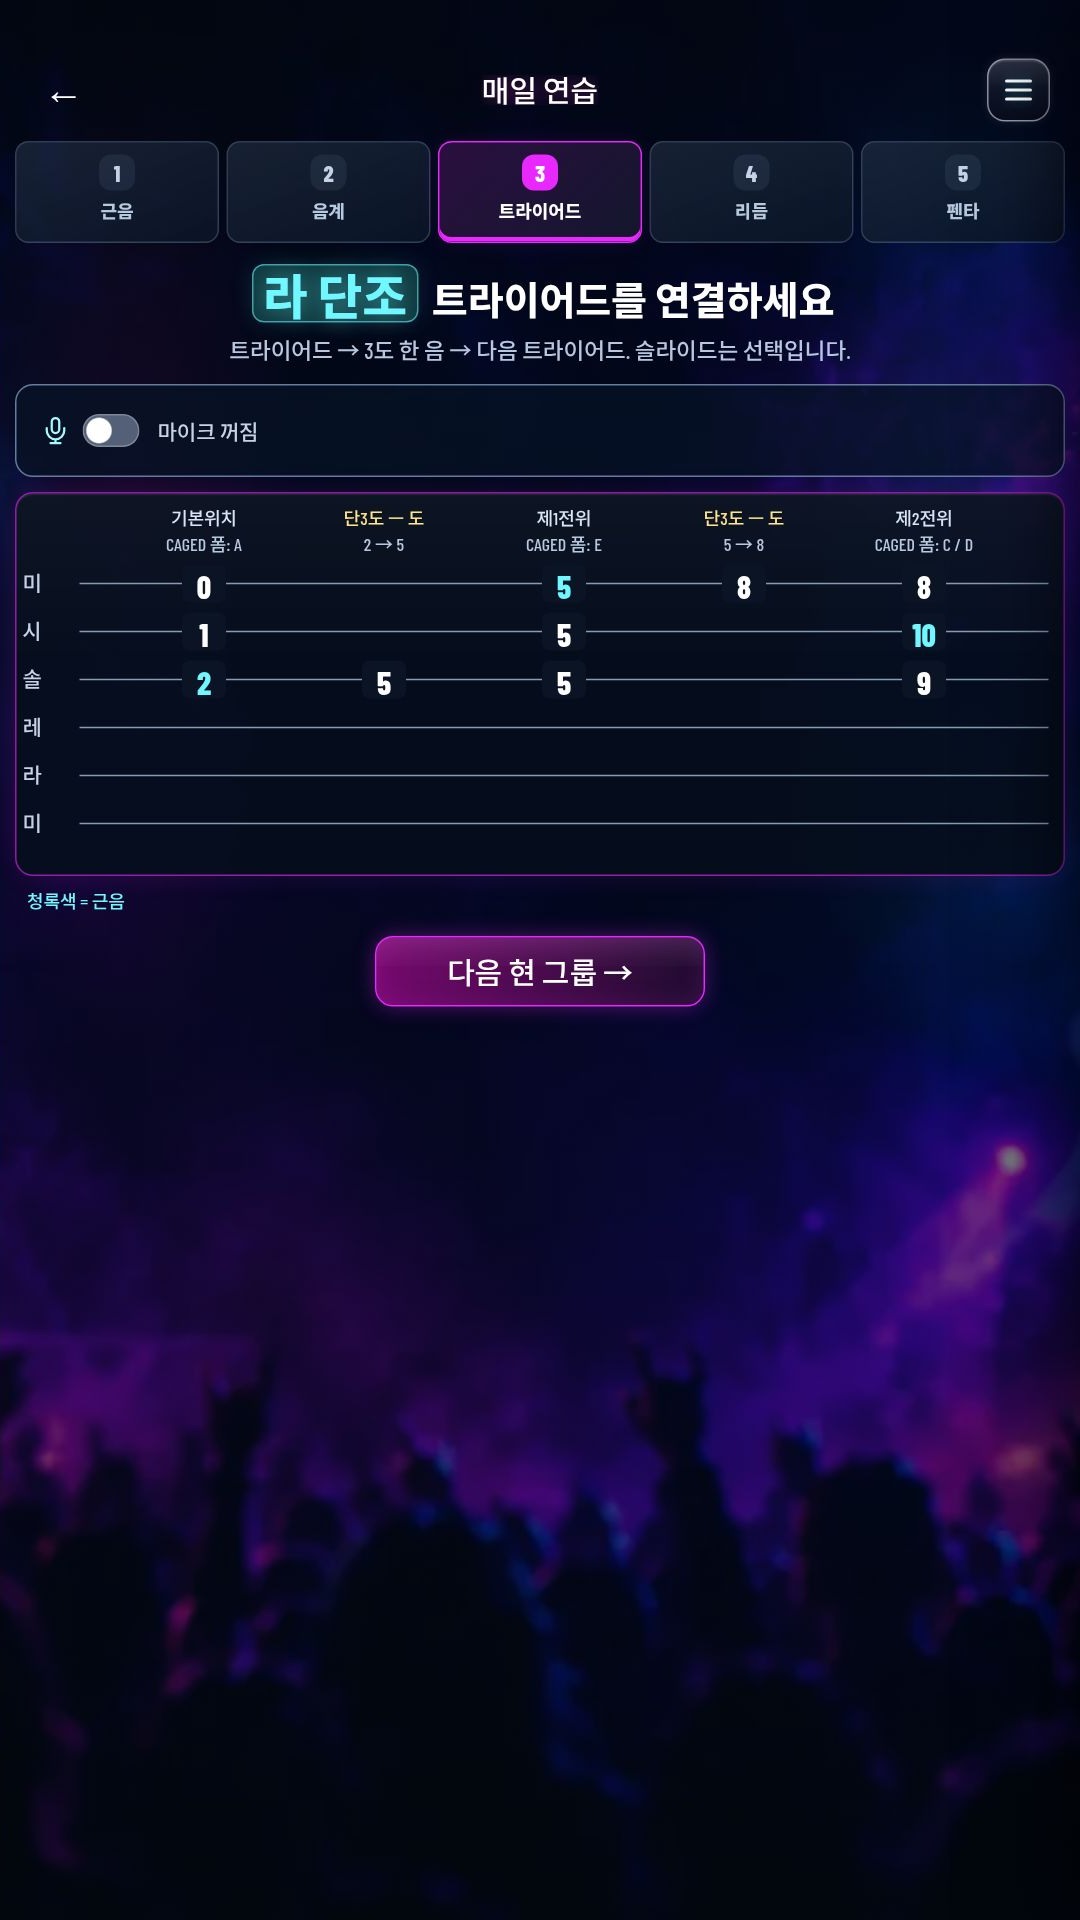 ←
매일 연습
1
근음
2
음계
3
트라이어드
4
리듬
5
펜타
라 단조 트라이어드를 연결하세요
트라이어드 → 3도 한 음 → 다음 트라이어드. 슬라이드는 선택입니다.
마이크 꺼짐
기본위치 단3도 — 도 제1전위 단3도 — 도 제2전위
CAGED 폼: A 2 → 5 CAGED 폼: E 5 → 8 CAGED 폼: C / D
미 0 5 8 8
시 1 5 10
솔 2 5 5 9
레
라
미
청록색 = 근음
다음 현 그룹 →